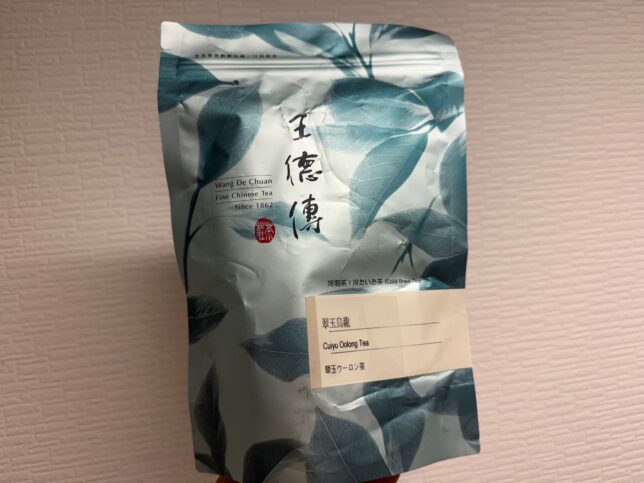 王德傳
Wang De Chuan
Fine Chinese Tea
Since 1862
冷泡茶 / 冷たいお茶 /Cold Brew Tea
翠玉烏龍
Cuiyu Oolong Tea
翠玉ウーロン茶